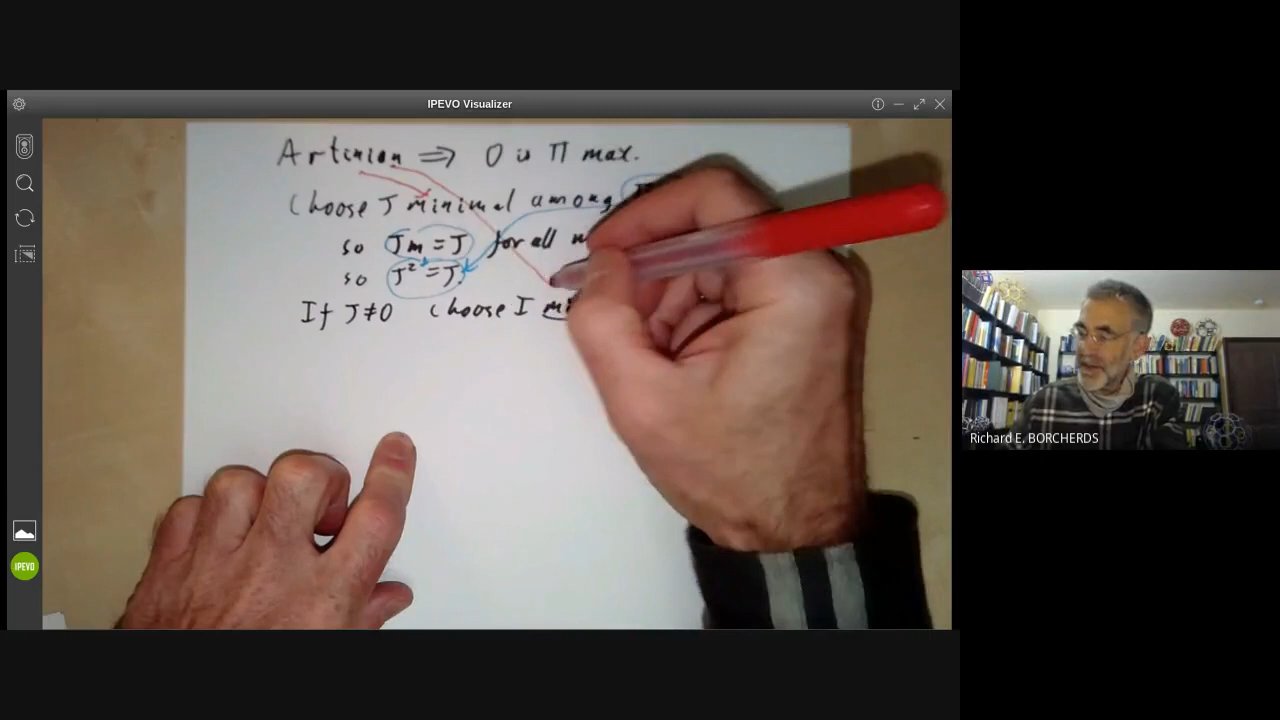 IPEVO Visualizer
Artinian ⇒ 0 is Π max.
Choose J minimal among
so Jm = J for all
so J² = J.
If J≠0 choose I
IPEVO
Richard E. BORCHERDS